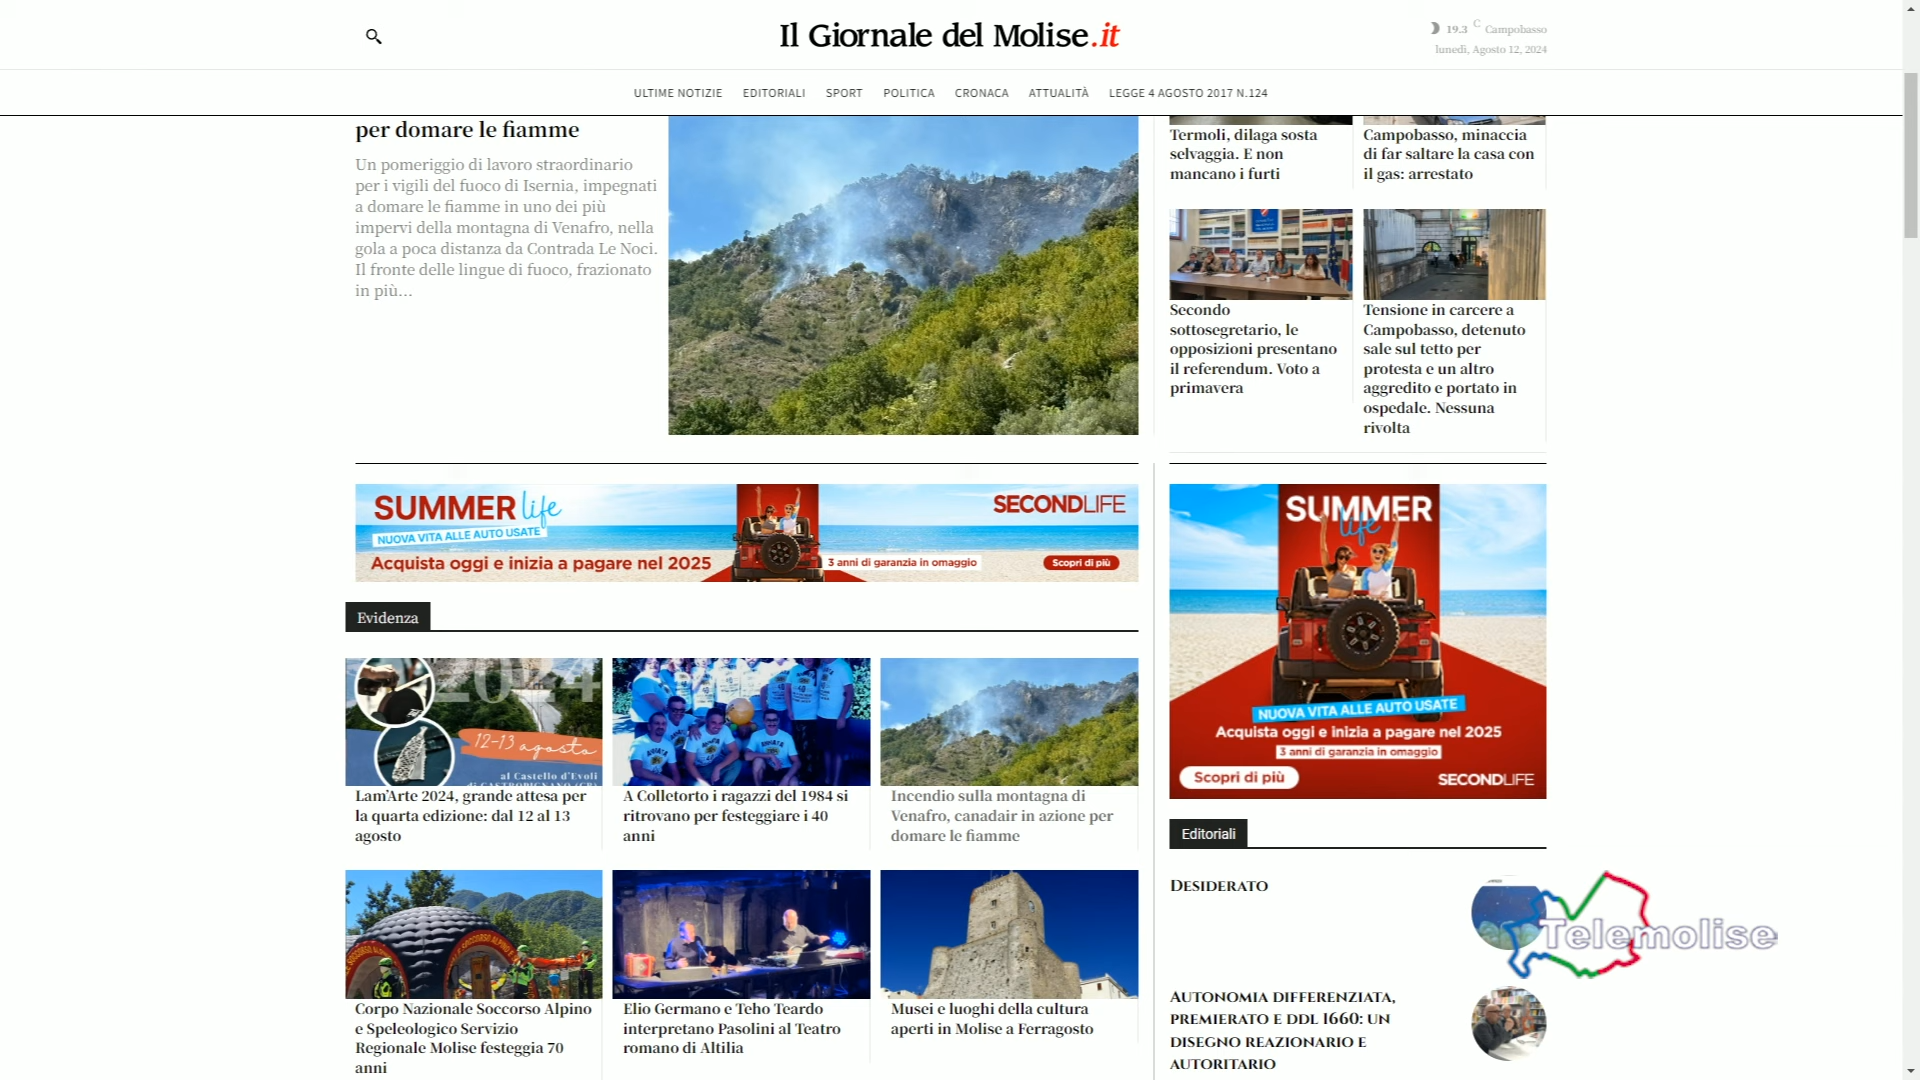 Il Giornale del Molise.it
19.3 C Campobasso
lunedì, Agosto 12, 2024
ULTIME NOTIZIE EDITORIALI SPORT POLITICA CRONACA ATTUALITÀ LEGGE 4 AGOSTO 2017 N.124
per domare le fiamme
Un pomeriggio di lavoro straordinario
per i vigili del fuoco di Isernia, impegnati
a domare le fiamme in uno dei più
impervi della montagna di Venafro, nella
gola a poca distanza da Contrada Le Noci.
Il fronte delle lingue di fuoco, frazionato
in più...
Termoli, dilaga sosta
selvaggia. E non
mancano i furti
Campobasso, minaccia
di far saltare la casa con
il gas: arrestato
Secondo
sottosegretario, le
opposizioni presentano
il referendum. Voto a
primavera
Tensione in carcere a
Campobasso, detenuto
sale sul tetto per
protesta e un altro
aggredito e portato in
ospedale. Nessuna
rivolta
SUMMER life
NUOVA VITA ALLE AUTO USATE
Acquista oggi e inizia a pagare nel 2025
3 anni di garanzia in omaggio
SECONDLIFE
Scopri di più
SUMMER
life
NUOVA VITA ALLE AUTO USATE
Acquista oggi e inizia a pagare nel 2025
3 anni di garanzia in omaggio
Scopri di più
SECONDLIFE
Evidenza
2024
12-13 agosto
al Castello d'Evoli
di CASTROPIGNANO (CB)
Lam'Arte 2024, grande attesa per
la quarta edizione: dal 12 al 13
agosto
A Colletorto i ragazzi del 1984 si
ritrovano per festeggiare i 40
anni
Incendio sulla montagna di
Venafro, canadair in azione per
domare le fiamme
Corpo Nazionale Soccorso Alpino
e Speleologico Servizio
Regionale Molise festeggia 70
anni
Elio Germano e Teho Teardo
interpretano Pasolini al Teatro
romano di Altilia
Musei e luoghi della cultura
aperti in Molise a Ferragosto
Editoriali
DESIDERATO
Telemolise
AUTONOMIA DIFFERENZIATA,
PREMIERATO E DDL 1660: UN
DISEGNO REAZIONARIO E
AUTORITARIO